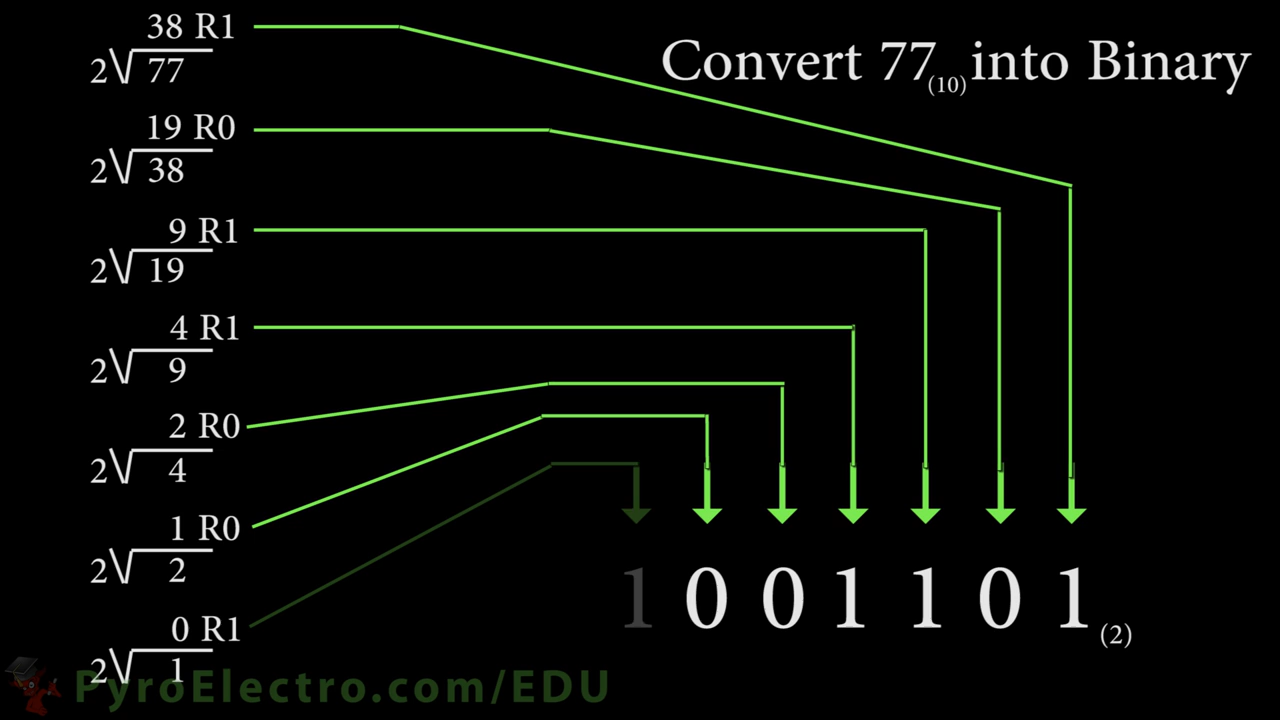 Convert 77(10) into Binary
38 R1
2√77
19 R0
2√38
9 R1
2√19
4 R1
2√9
2 R0
2√4
1 R0
2√2
0 R1
2√1
1 0 0 1 1 0 1(2)
PyroElectro.com/EDU